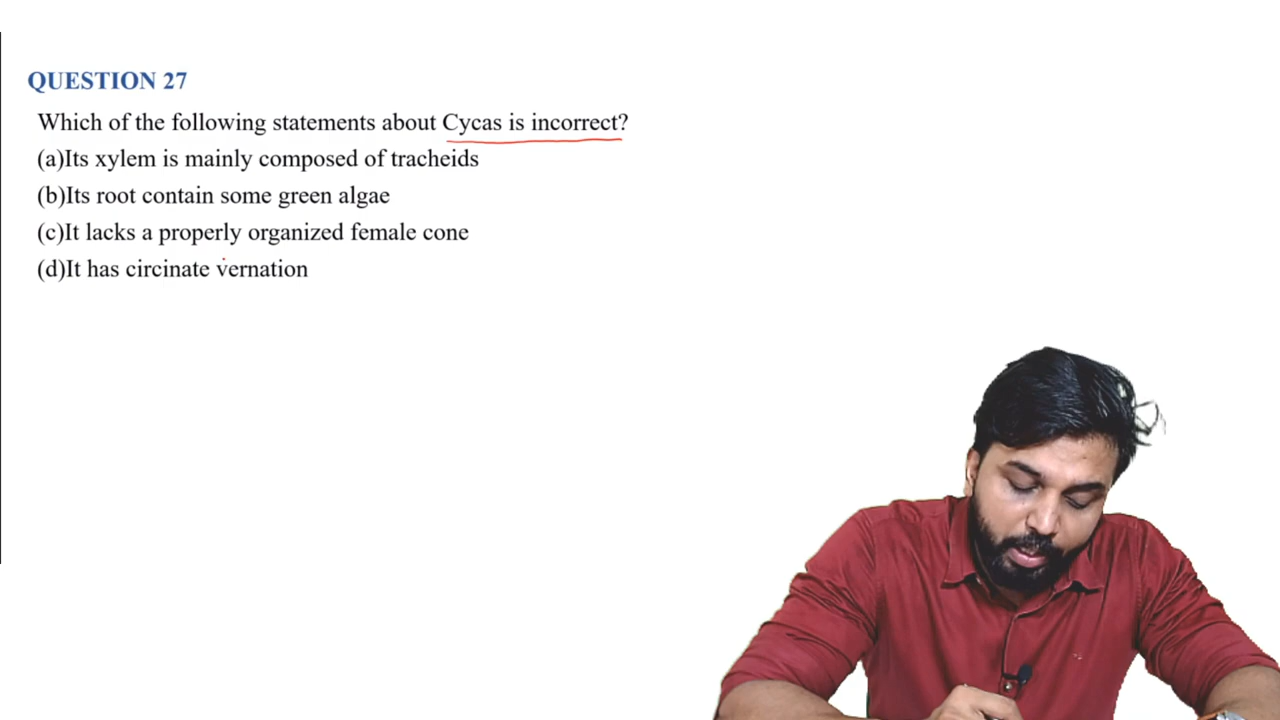 QUESTION 27
Which of the following statements about Cycas is incorrect?
(a)Its xylem is mainly composed of tracheids
(b)Its root contain some green algae
(c)It lacks a properly organized female cone
(d)It has circinate vernation